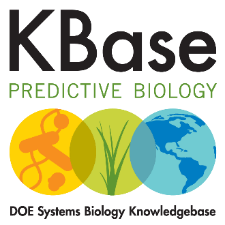 KBase
PREDICTIVE BIOLOGY
DOE Systems Biology Knowledgebase